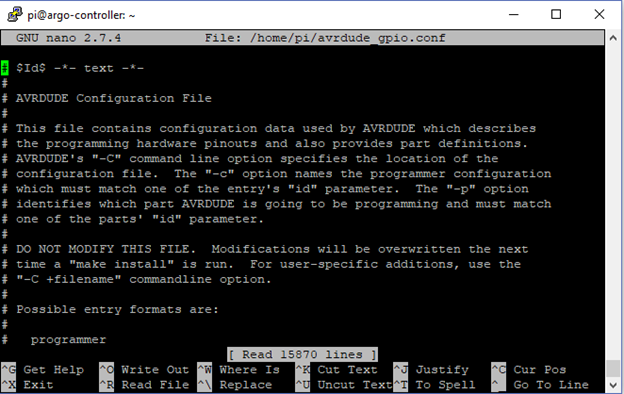 pi@argo-controller: ~
GNU nano 2.7.4 File: /home/pi/avrdude_gpio.conf
# $Id$ -*- text -*-
#
# AVRDUDE Configuration File
#
# This file contains configuration data used by AVRDUDE which describes
# the programming hardware pinouts and also provides part definitions.
# AVRDUDE's "-C" command line option specifies the location of the
# configuration file.  The "-c" option names the programmer configuration
# which must match one of the entry's "id" parameter.  The "-p" option
# identifies which part AVRDUDE is going to be programming and must match
# one of the parts' "id" parameter.
#
# DO NOT MODIFY THIS FILE.  Modifications will be overwritten the next
# time a "make install" is run.  For user-specific additions, use the
# "-C +filename" commandline option.
#
# Possible entry formats are:
#
#   programmer
[ Read 15870 lines ]
^G Get Help ^O Write Out ^W Where Is ^K Cut Text ^J Justify ^C Cur Pos
^X Exit ^R Read File ^\ Replace ^U Uncut Text ^T To Spell ^_ Go To Line